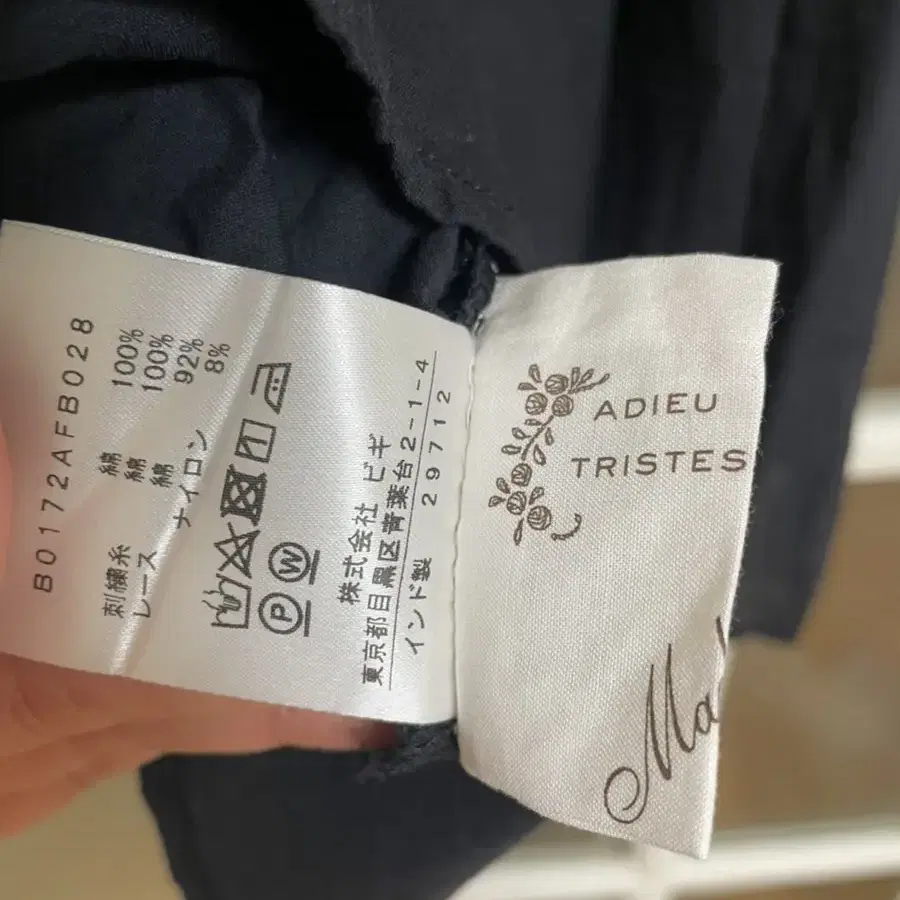 B0172AFB028
綿 100%
刺繍糸 綿 100%
レース 綿 92%
ナイロン 8%
P W
株式会社 ビギ
東京都目黒区青葉台2-1-4
インド製 29712
ADIEU
TRISTES